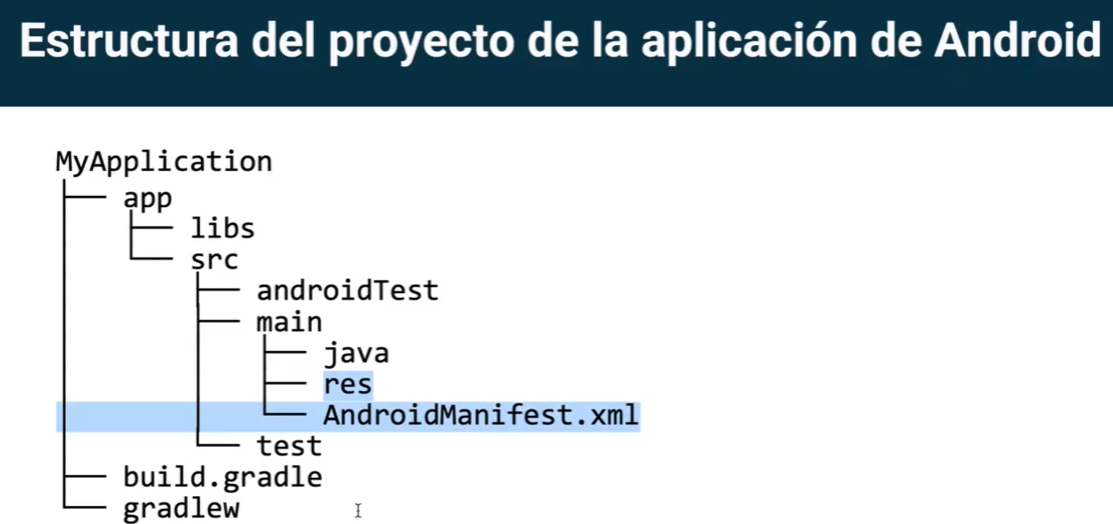 Estructura del proyecto de la aplicación de Android
MyApplication
app
libs
src
androidTest
main
java
res
AndroidManifest.xml
test
build.gradle
gradlew